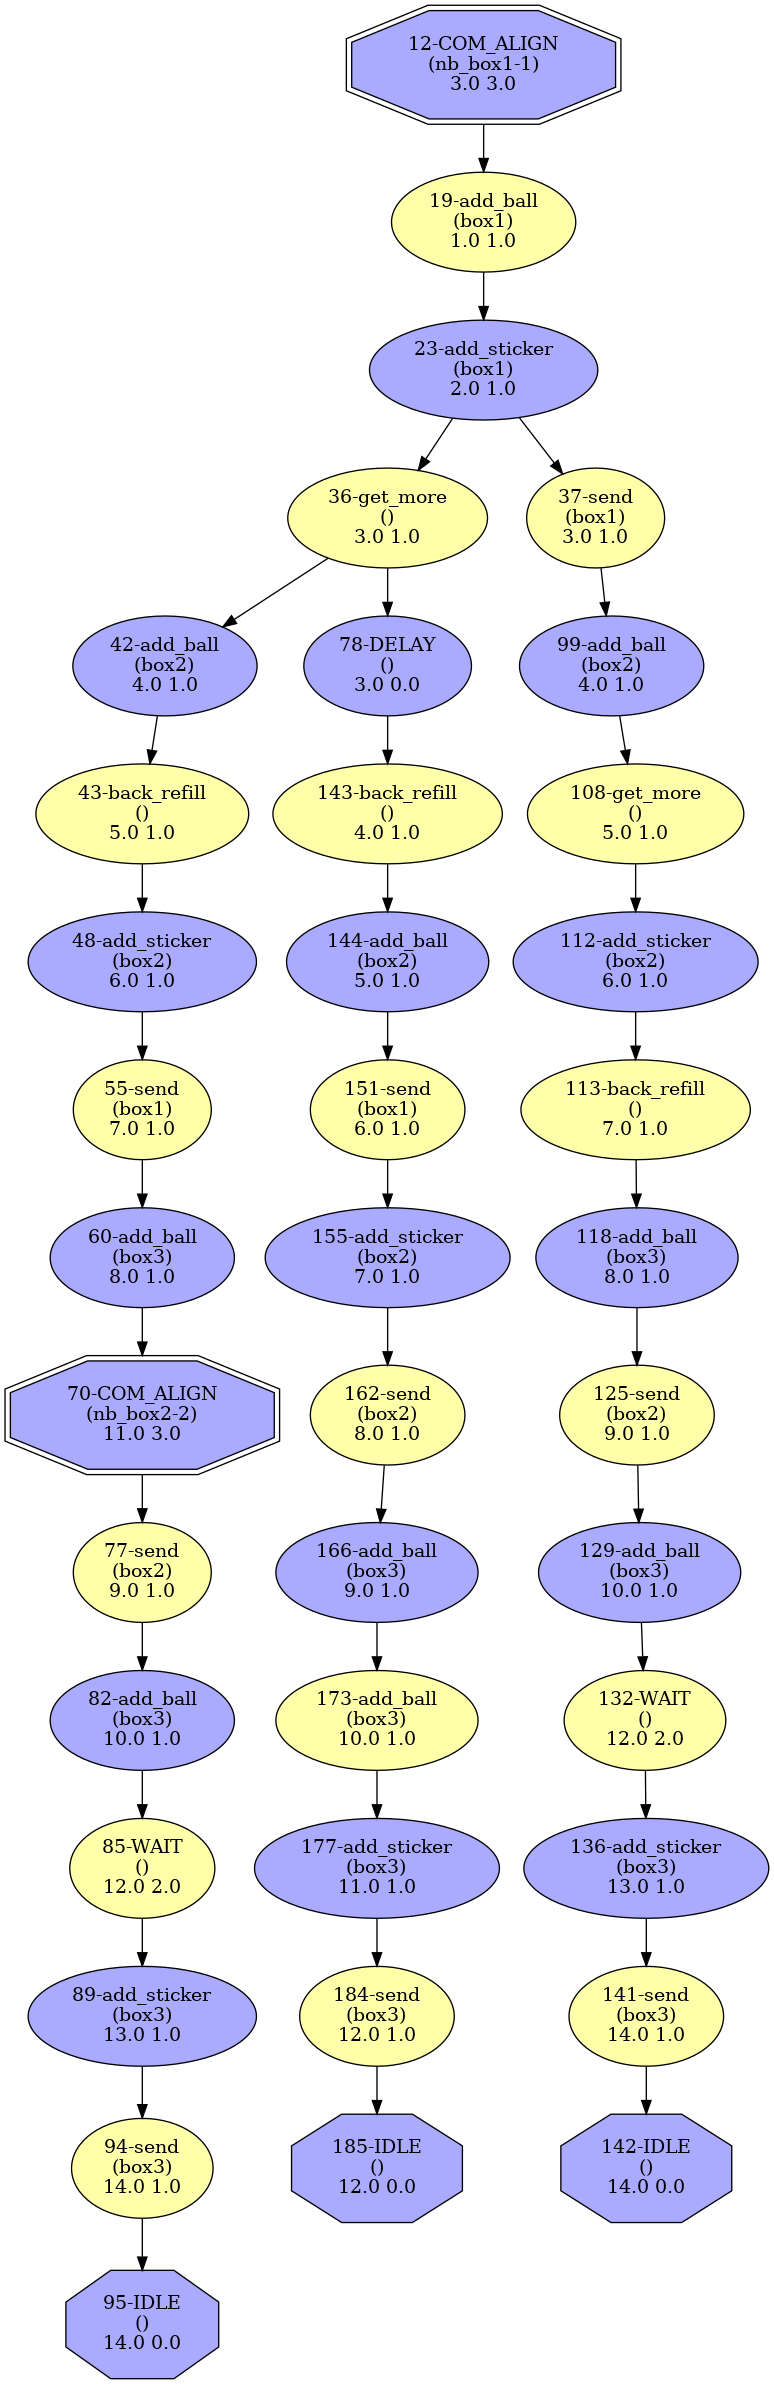 12-COM_ALIGN
(nb_box1-1)
3.0 3.0
19-add_ball
(box1)
1.0 1.0
23-add_sticker
(box1)
2.0 1.0
36-get_more
()
3.0 1.0
37-send
(box1)
3.0 1.0
42-add_ball
(box2)
4.0 1.0
78-DELAY
()
3.0 0.0
99-add_ball
(box2)
4.0 1.0
43-back_refill
()
5.0 1.0
143-back_refill
()
4.0 1.0
108-get_more
()
5.0 1.0
48-add_sticker
(box2)
6.0 1.0
144-add_ball
(box2)
5.0 1.0
112-add_sticker
(box2)
6.0 1.0
55-send
(box1)
7.0 1.0
151-send
(box1)
6.0 1.0
113-back_refill
()
7.0 1.0
60-add_ball
(box3)
8.0 1.0
155-add_sticker
(box2)
7.0 1.0
118-add_ball
(box3)
8.0 1.0
70-COM_ALIGN
(nb_box2-2)
11.0 3.0
162-send
(box2)
8.0 1.0
125-send
(box2)
9.0 1.0
77-send
(box2)
9.0 1.0
166-add_ball
(box3)
9.0 1.0
129-add_ball
(box3)
10.0 1.0
82-add_ball
(box3)
10.0 1.0
173-add_ball
(box3)
10.0 1.0
132-WAIT
()
12.0 2.0
85-WAIT
()
12.0 2.0
177-add_sticker
(box3)
11.0 1.0
136-add_sticker
(box3)
13.0 1.0
89-add_sticker
(box3)
13.0 1.0
184-send
(box3)
12.0 1.0
141-send
(box3)
14.0 1.0
94-send
(box3)
14.0 1.0
185-IDLE
()
12.0 0.0
142-IDLE
()
14.0 0.0
95-IDLE
()
14.0 0.0